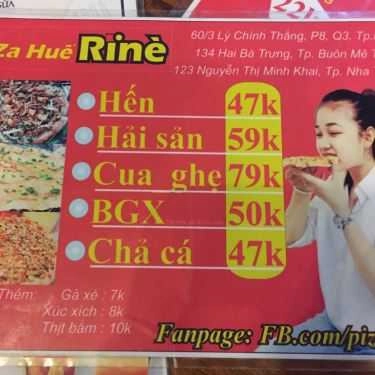 ŨA
22k
Za Huế Rinè
60/3 Lý Chính Thắng, P8, Q3. Tp.
134 Hai Bà Trưng, Tp. Buôn Mê
123 Nguyễn Thị Minh Khai, Tp. Nha
Hến 47k
Hải sản 59k
Cua ghẹ 79k
BGX 50k
Chả cá 47k
Thêm: Gà xé : 7k
Xúc xích : 8k
Thịt bằm : 10k
Fanpage: FB.com/piz